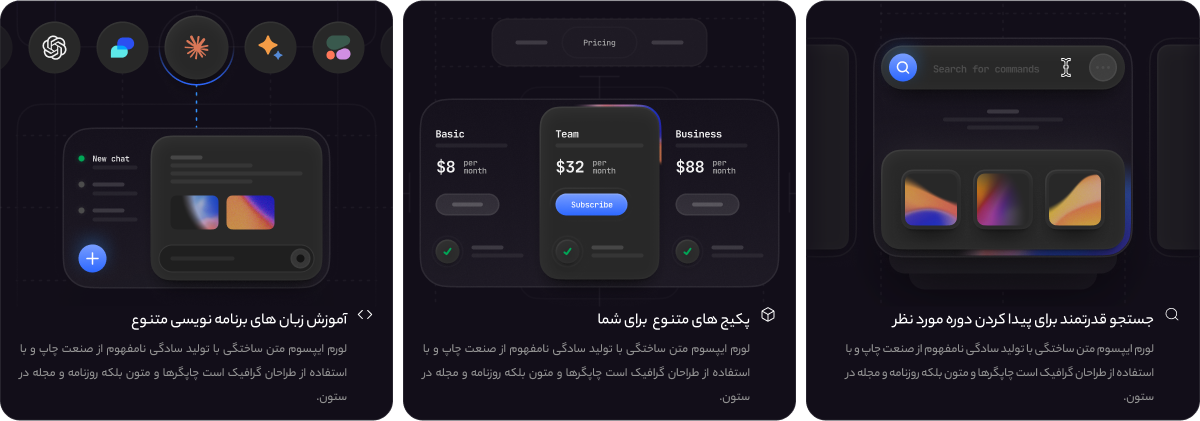 Search for commands
جستجو قدرتمند برای پیدا کردن دوره مورد نظر
لورم ایپسوم متن ساختگی با تولید سادگی نامفهوم از صنعت چاپ و با
استفاده از طراحان گرافیک است چاپگرها و متون بلکه روزنامه و مجله در
ستون.
Pricing
Basic
$8 per month
Team
$32 per month
Subscribe
Business
$88 per month
پکیج های متنوع برای شما
لورم ایپسوم متن ساختگی با تولید سادگی نامفهوم از صنعت چاپ و با
استفاده از طراحان گرافیک است چاپگرها و متون بلکه روزنامه و مجله در
ستون.
New chat
آموزش زبان های برنامه نویسی متنوع
لورم ایپسوم متن ساختگی با تولید سادگی نامفهوم از صنعت چاپ و با
استفاده از طراحان گرافیک است چاپگرها و متون بلکه روزنامه و مجله در
ستون.